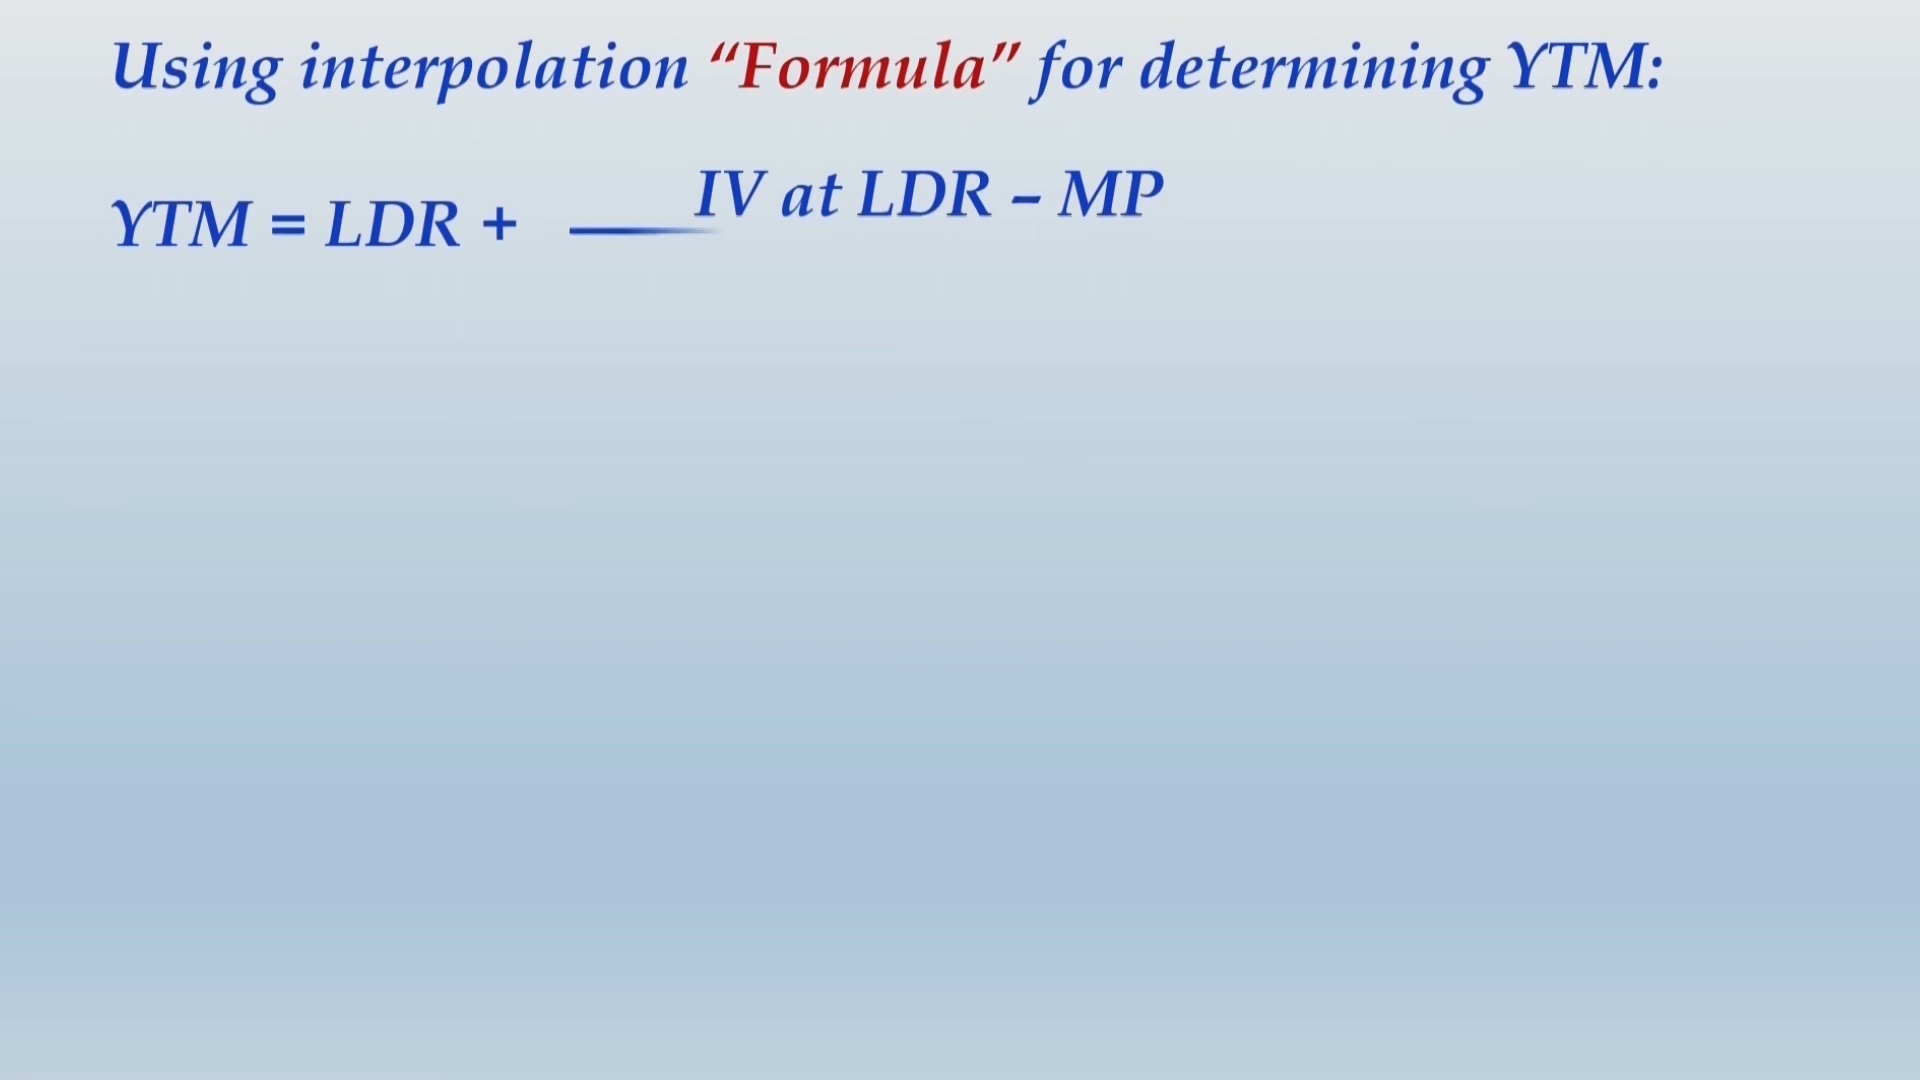 Using interpolation “Formula” for determining YTM:
IV at LDR – MP
YTM = LDR +